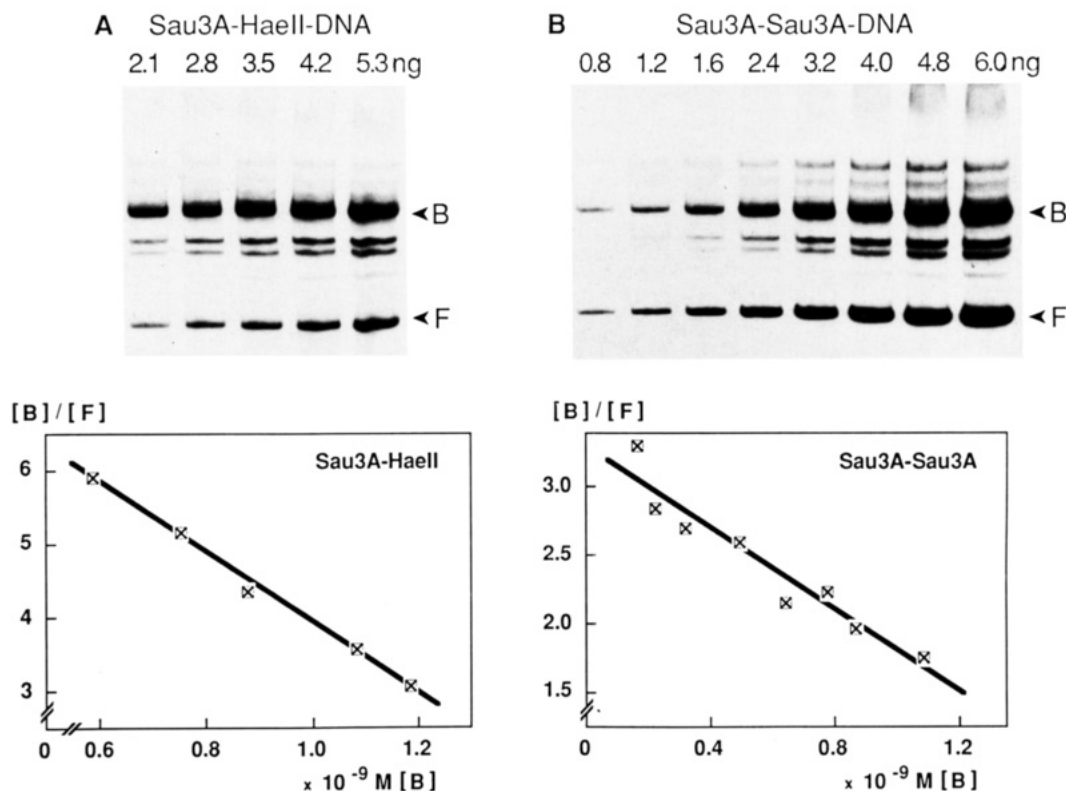 A Sau3A-HaeII-DNA
2.1 2.8 3.5 4.2 5.3 ng
B
F
[B] / [F]
Sau3A-HaeII
6
5
4
3
0 0.6 0.8 1.0 1.2
x 10 -9 M [B]
B Sau3A-Sau3A-DNA
0.8 1.2 1.6 2.4 3.2 4.0 4.8 6.0 ng
B
F
[B] / [F]
Sau3A-Sau3A
3.0
2.5
2.0
1.5
0 0.4 0.8 1.2
x 10 -9 M [B]